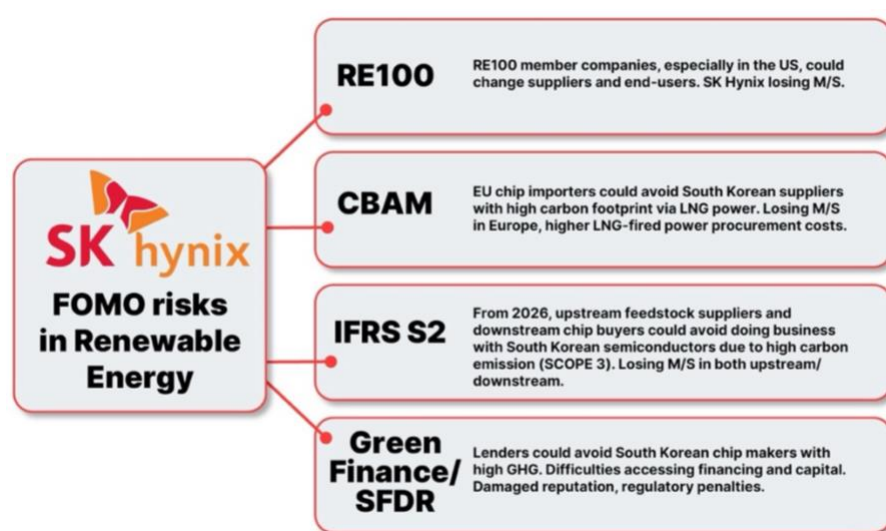 SK hynix
FOMO risks
in Renewable
Energy
RE100
RE100 member companies, especially in the US, could
change suppliers and end-users. SK Hynix losing M/S.
CBAM
EU chip importers could avoid South Korean suppliers
with high carbon footprint via LNG power. Losing M/S
in Europe, higher LNG-fired power procurement costs.
IFRS S2
From 2026, upstream feedstock suppliers and
downstream chip buyers could avoid doing business
with South Korean semiconductors due to high carbon
emission (SCOPE 3). Losing M/S in both upstream/
downstream.
Green
Finance/
SFDR
Lenders could avoid South Korean chip makers with
high GHG. Difficulties accessing financing and capital.
Damaged reputation, regulatory penalties.